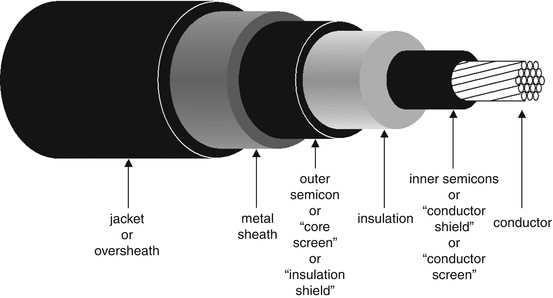 jacket
or
oversheath
metal
sheath
outer
semicon
or
“core
screen”
or
“insulation
shield”
insulation
inner semicons
or
“conductor
shield”
or
“conductor
screen”
conductor